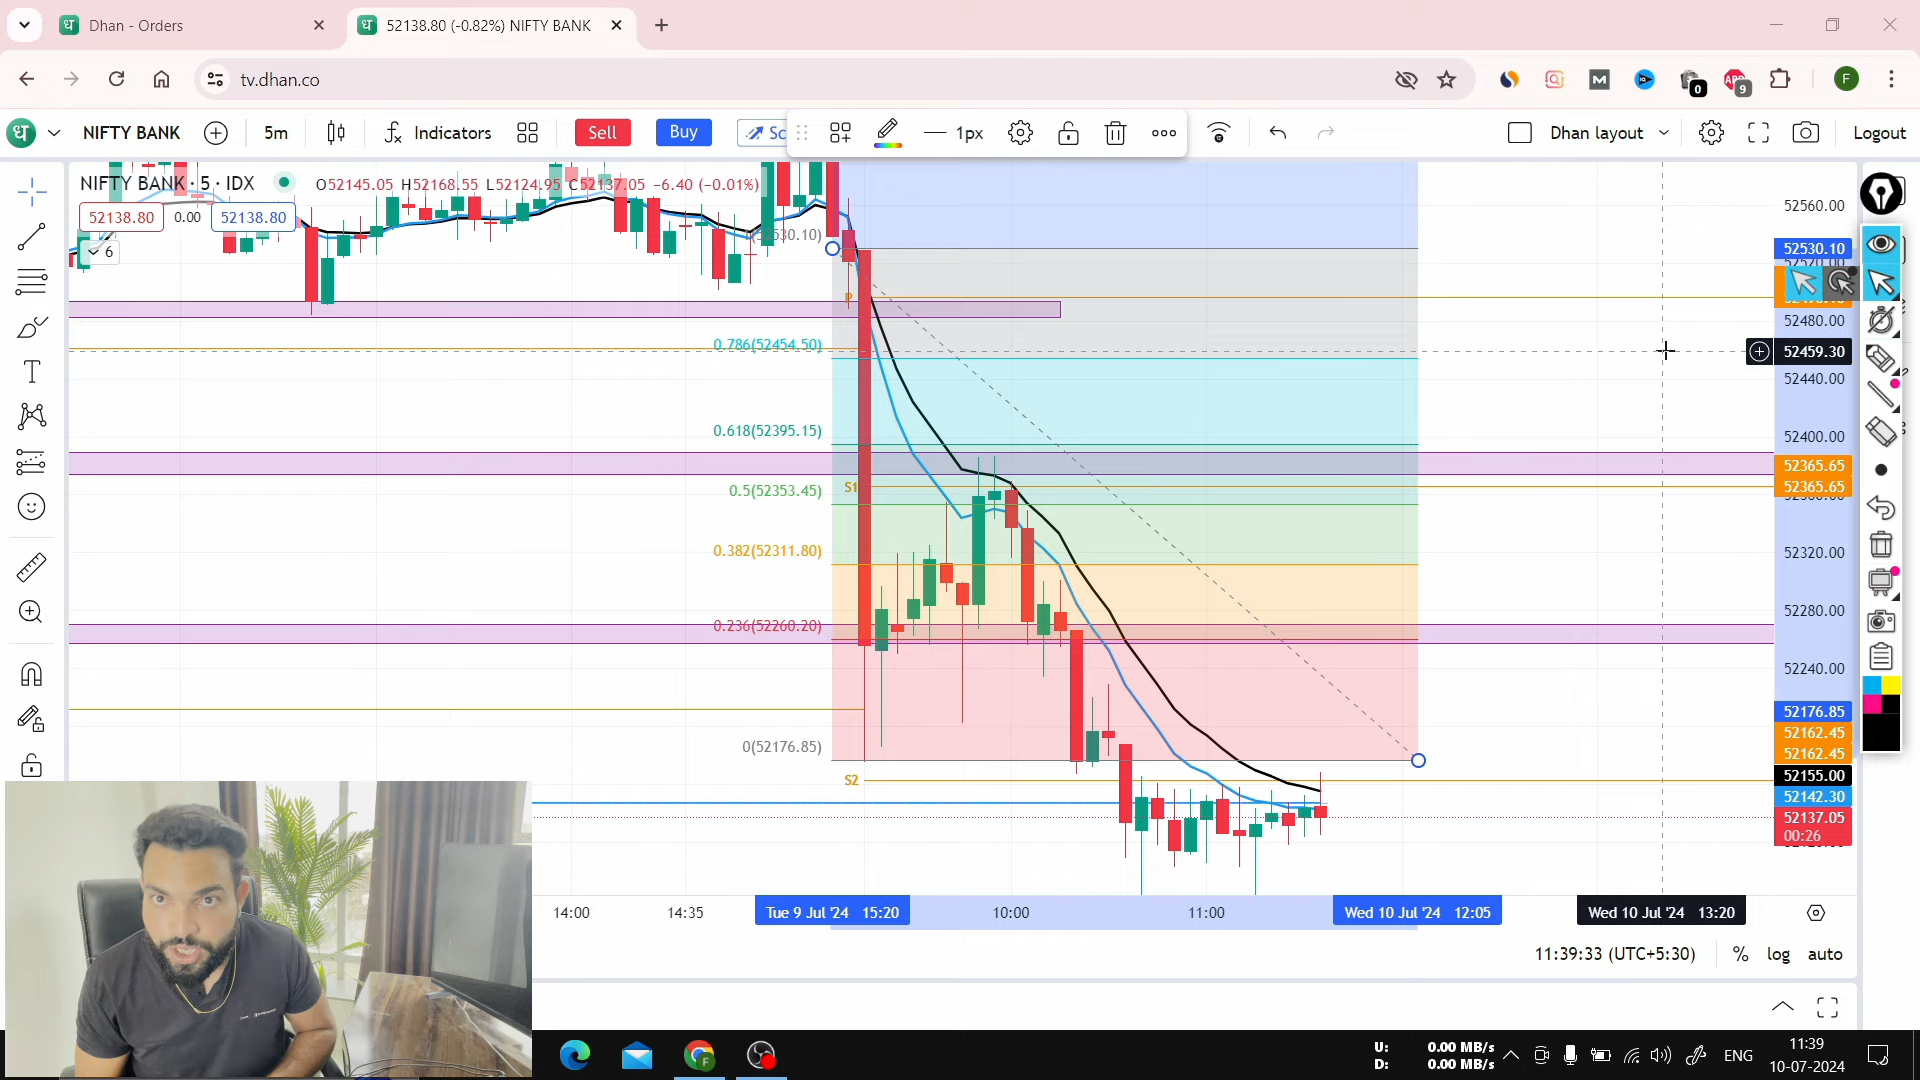 Dhan - Orders
52138.80 (-0.82%) NIFTY BANK
tv.dhan.co
0
9
F
NIFTY BANK
5m
Indicators
Sell
Buy
Sc
1px
Dhan layout
Logout
NIFTY BANK · 5 · IDX
O52145.05 H52168.55 L52124.95 C52137.05 −6.40 (−0.01%)
52138.80 0.00 52138.80
6
P
0.786(52454.50)
0.618(52395.15)
S1
0.5(52353.45)
0.382(52311.80)
0.236(52260.20)
0(52176.85)
S2
52560.00
52530.10
52480.00
52459.30
52440.00
52400.00
52365.65
52365.65
52320.00
52280.00
52240.00
52176.85
52162.45
52162.45
52155.00
52142.30
52137.05
00:26
14:00
14:35
Tue 9 Jul '24 15:20
10:00
11:00
Wed 10 Jul '24 12:05
Wed 10 Jul '24 13:20
11:39:33 (UTC+5:30)
%
log
auto
U: 0.00 MB/s
D: 0.00 MB/s
ENG
11:39
10-07-2024